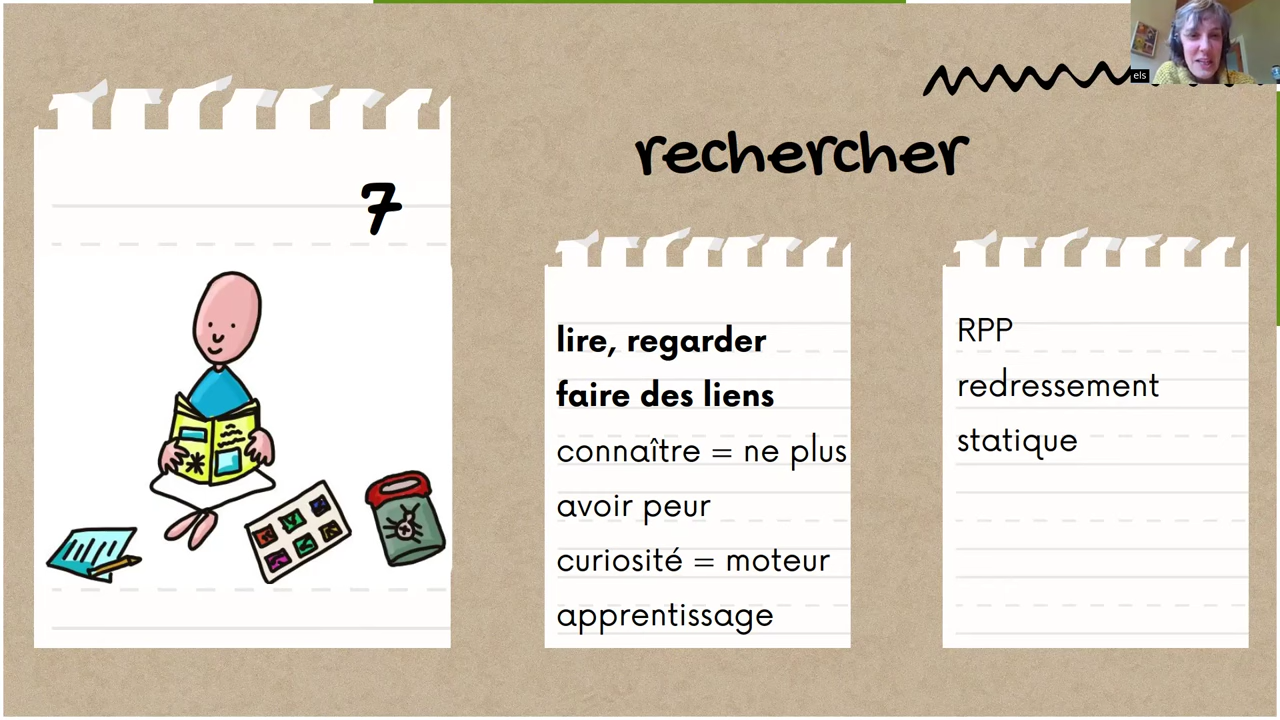 els
rechercher
7
lire, regarder
faire des liens
connaître = ne plus
avoir peur
curiosité = moteur
apprentissage
RPP
redressement
statique